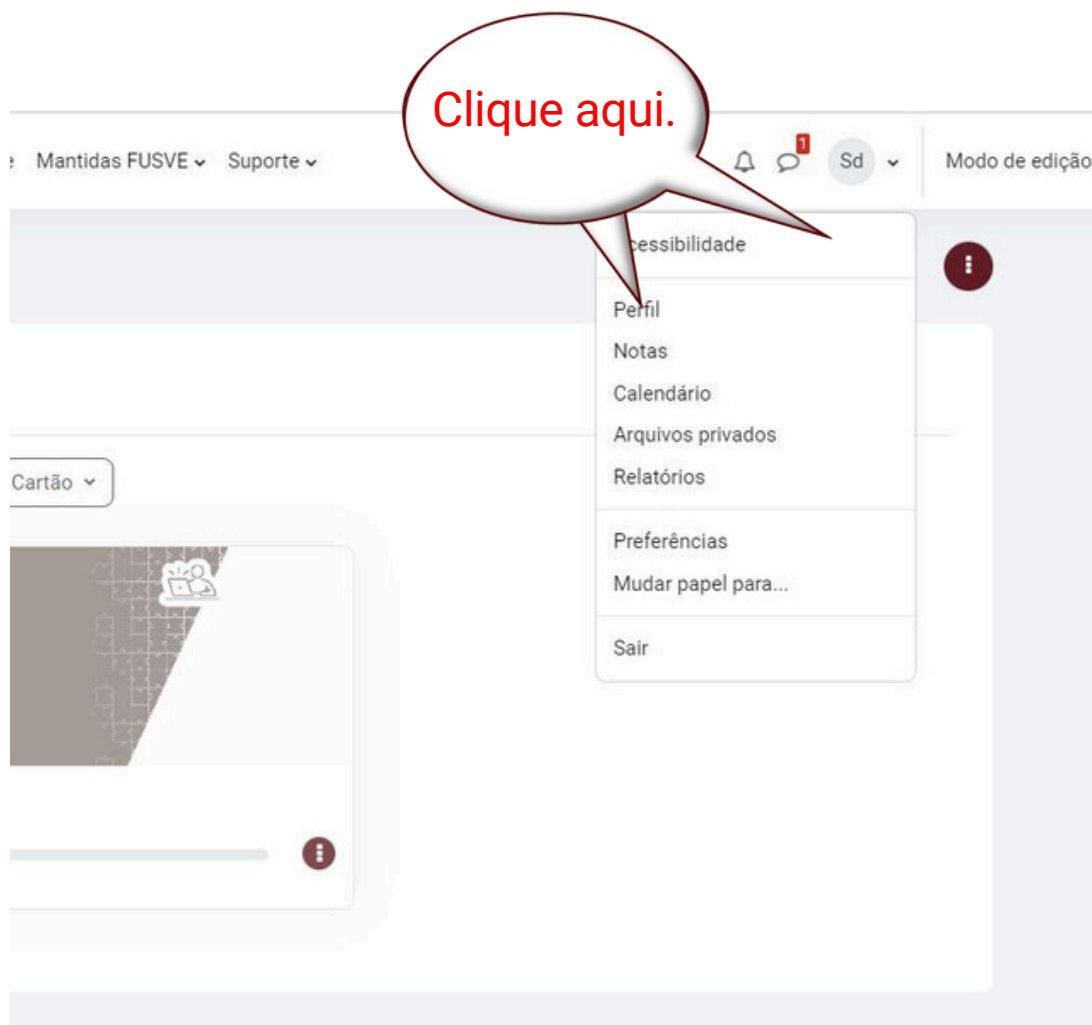 Clique aqui.
Mantidas FUSVE Suporte 1 Sd Modo de edição
cessibilidade
Perfil
Notas
Calendário
Arquivos privados
Cartão
Relatórios
Preferências
Mudar papel para...
Sair